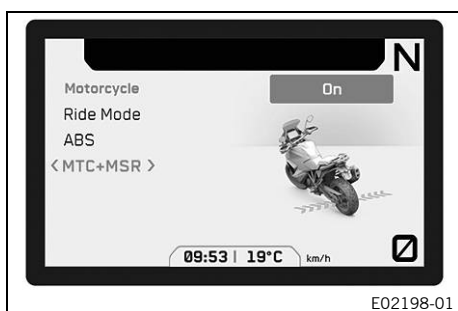 N
Motorcycle
On
Ride Mode
ABS
<MTC+MSR >
09:53 | 19°C km/h
0
E02198-01